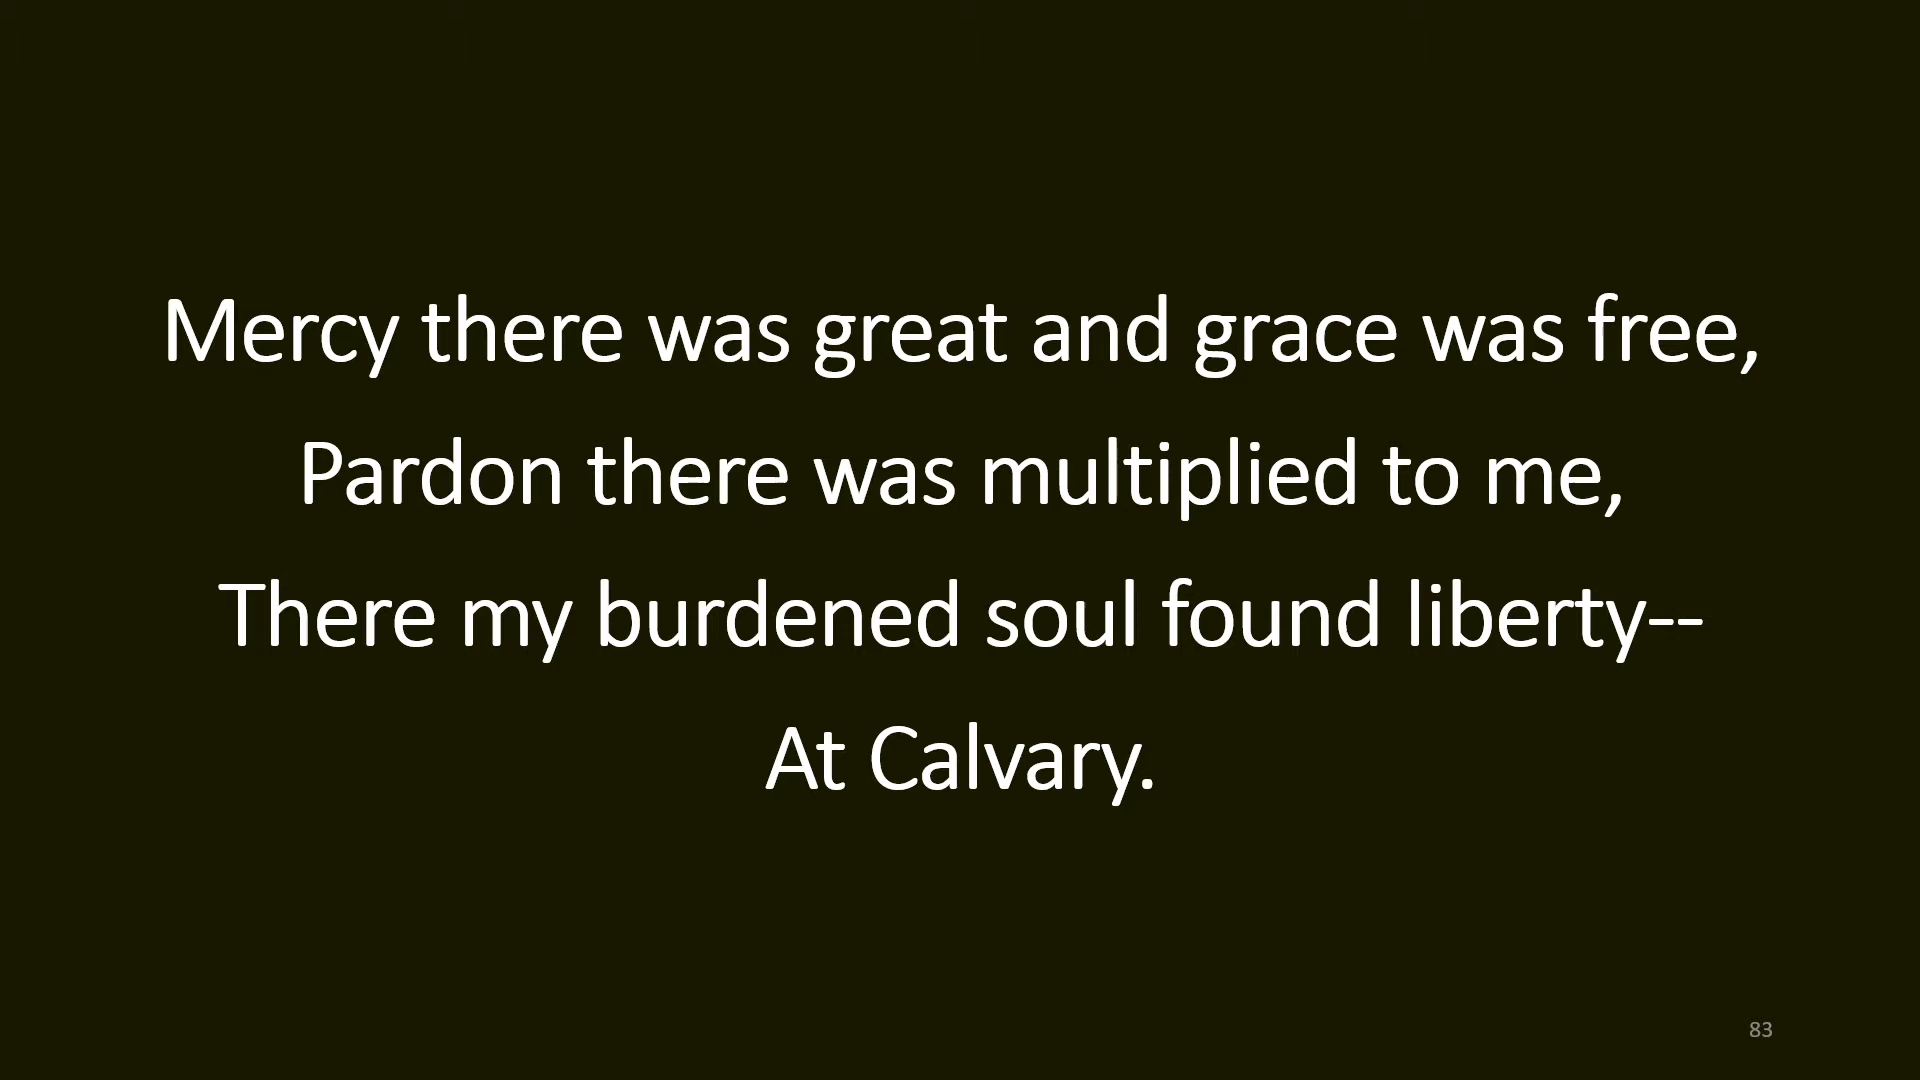 Mercy there was great and grace was free,
Pardon there was multiplied to me,
There my burdened soul found liberty--
At Calvary.
83